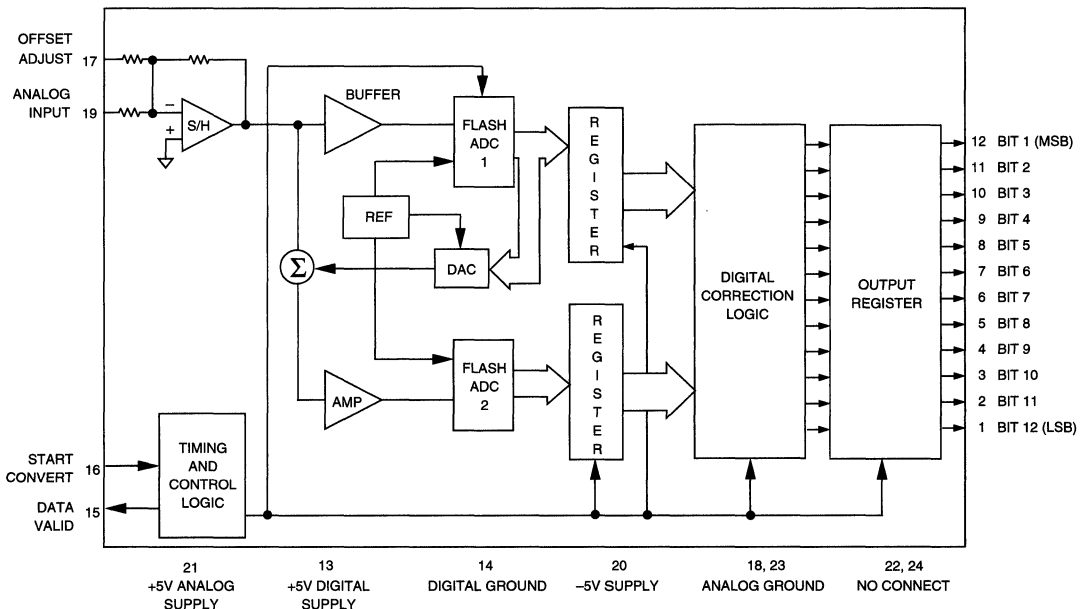 OFFSET
ADJUST 17
ANALOG
INPUT 19
−
+
S/H
BUFFER
FLASH
ADC
1
REF
DAC
Σ
AMP
FLASH
ADC
2
REGISTER
REGISTER
DIGITAL
CORRECTION
LOGIC
OUTPUT
REGISTER
12 BIT 1 (MSB)
11 BIT 2
10 BIT 3
9 BIT 4
8 BIT 5
7 BIT 6
6 BIT 7
5 BIT 8
4 BIT 9
3 BIT 10
2 BIT 11
1 BIT 12 (LSB)
START
CONVERT 16
DATA
VALID 15
TIMING
AND
CONTROL
LOGIC
21
+5V ANALOG
SUPPLY
13
+5V DIGITAL
SUPPLY
14
DIGITAL GROUND
20
−5V SUPPLY
18, 23
ANALOG GROUND
22, 24
NO CONNECT